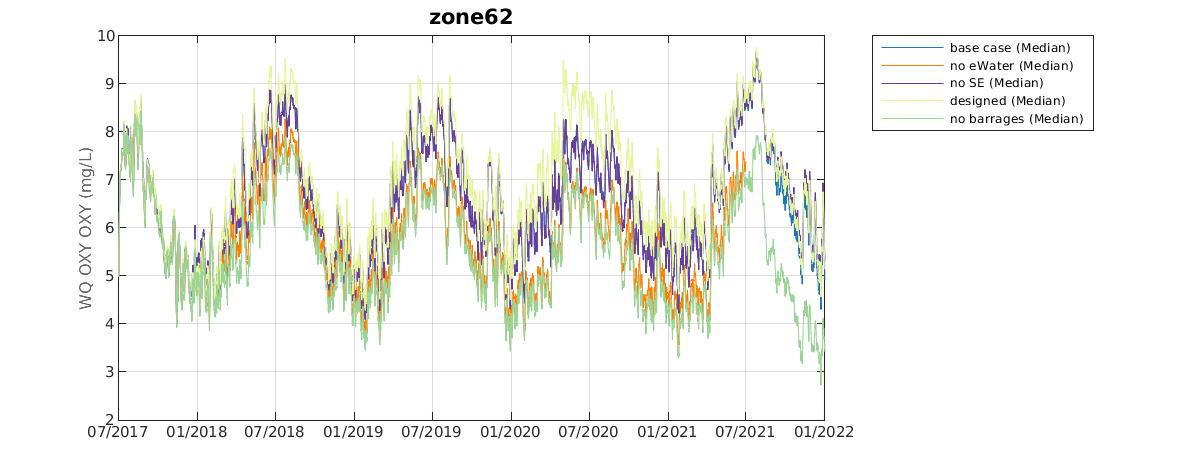 zone62
WQ OXY OXY (mg/L)
10
9
8
7
6
5
4
3
2
07/2017 01/2018 07/2018 01/2019 07/2019 01/2020 07/2020 01/2021 07/2021 01/2022
base case (Median)
no eWater (Median)
no SE (Median)
designed (Median)
no barrages (Median)